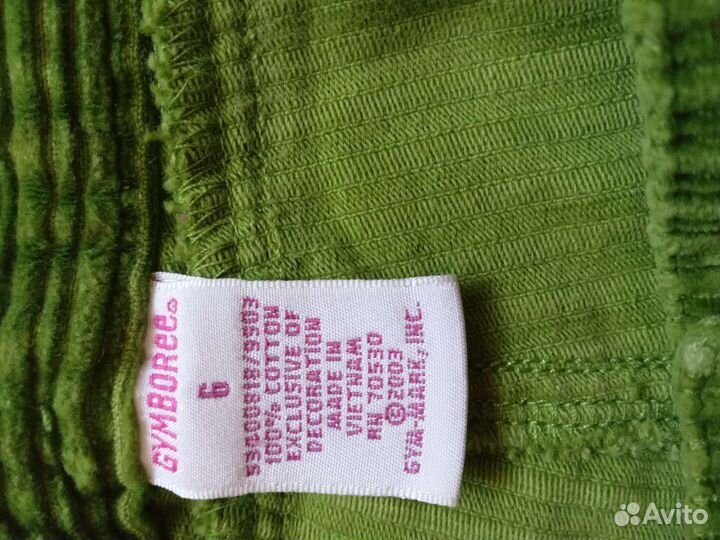 GYMBOREE®
6
100% COTTON
EXCLUSIVE OF
DECORATION
MADE IN
VIETNAM
RN 70530
©2003
GYM-MARK, INC.
Avito